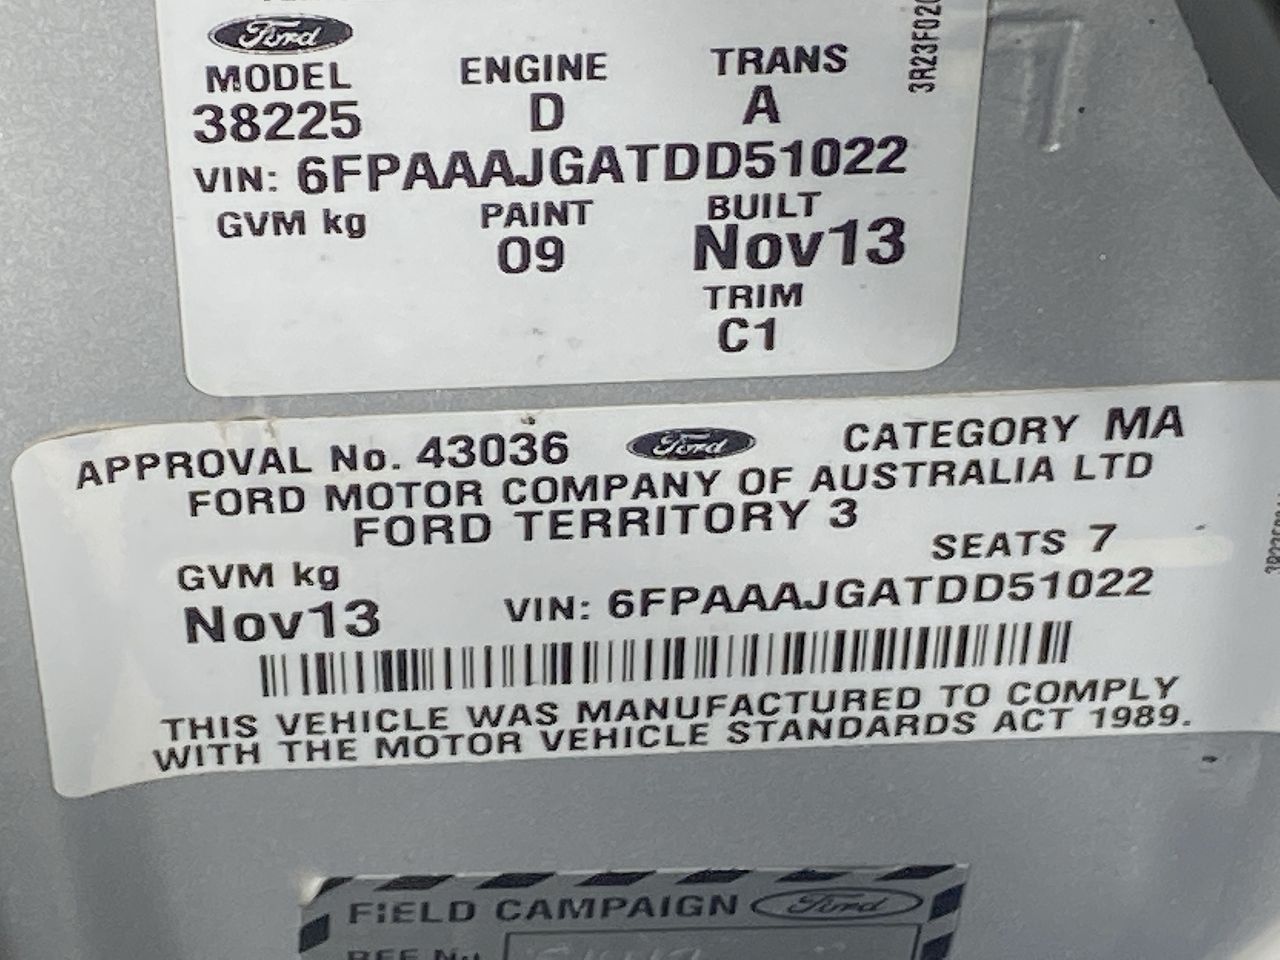 Ford
MODEL ENGINE TRANS
38225 D A
VIN: 6FPAAAJGATDD51022
GVM kg PAINT BUILT
09 Nov13
TRIM
C1
APPROVAL No. 43036 Ford CATEGORY MA
FORD MOTOR COMPANY OF AUSTRALIA LTD
FORD TERRITORY 3
SEATS 7
GVM kg
Nov13 VIN: 6FPAAAJGATDD51022
THIS VEHICLE WAS MANUFACTURED TO COMPLY
WITH THE MOTOR VEHICLE STANDARDS ACT 1989.
FIELD CAMPAIGN Ford